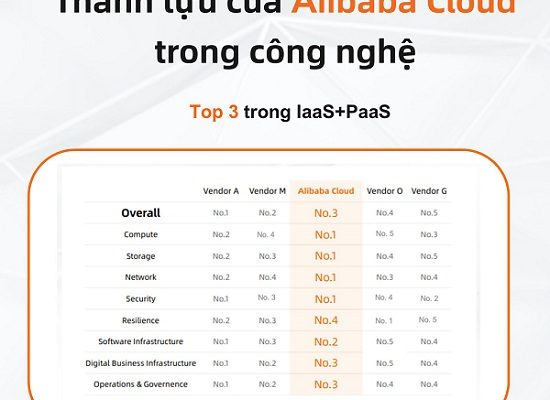 Thành tựu của Alibaba Cloud
trong công nghệ
Top 3 trong IaaS+PaaS
Vendor A Vendor M Alibaba Cloud Vendor O Vendor G
Overall No.1 No.2 No.3 No.4 No.5
Compute No.2 No. 4 No.1 No. 5 No.3
Storage No.2 No.3 No.1 No.4 No.5
Network No.2 No.4 No.1 No.3 No.4
Security No.1 No. 3 No.1 No. 4 No. 2
Resilience No.2 No.3 No.4 No. 1 No. 5
Software Infrastructure No.1 No.3 No.2 No.5 No.4
Digital Business Infrastructure No.1 No.2 No.3 No.5 No.4
Operations & Governence No.1 No.2 No.3 No.4 No.4